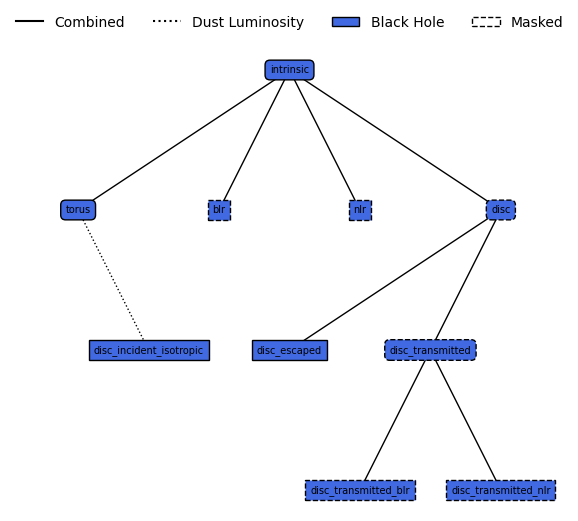 Combined Dust Luminosity Black Hole Masked
intrinsic
torus blr nlr disc
disc_incident_isotropic disc_escaped disc_transmitted
disc_transmitted_blr disc_transmitted_nlr